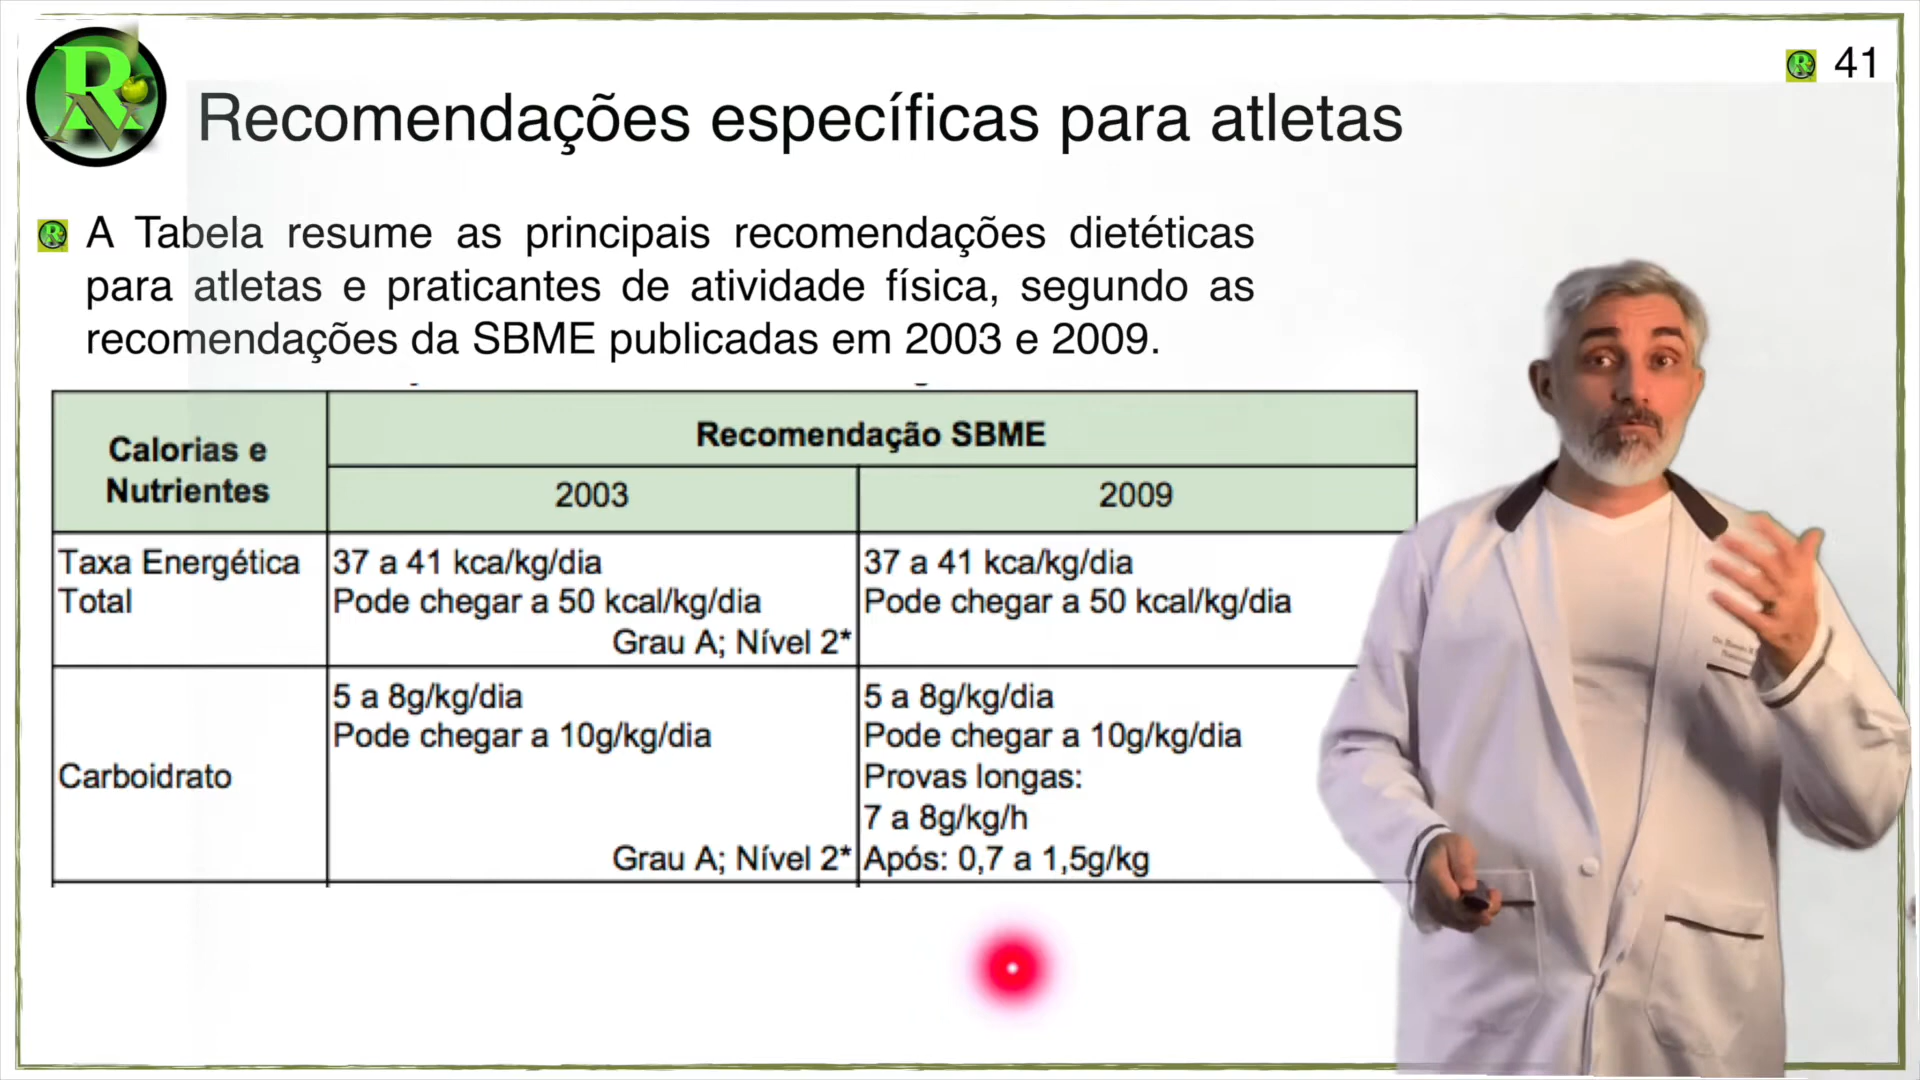 41
Recomendações específicas para atletas
A Tabela resume as principais recomendações dietéticas
para atletas e praticantes de atividade física, segundo as
recomendações da SBME publicadas em 2003 e 2009.
Calorias e
Nutrientes
Recomendação SBME
2003
2009
Taxa Energética
Total
37 a 41 kca/kg/dia
Pode chegar a 50 kcal/kg/dia
Grau A; Nível 2*
37 a 41 kca/kg/dia
Pode chegar a 50 kcal/kg/dia
Carboidrato
5 a 8g/kg/dia
Pode chegar a 10g/kg/dia
Grau A; Nível 2*
5 a 8g/kg/dia
Pode chegar a 10g/kg/dia
Provas longas:
7 a 8g/kg/h
Após: 0,7 a 1,5g/kg